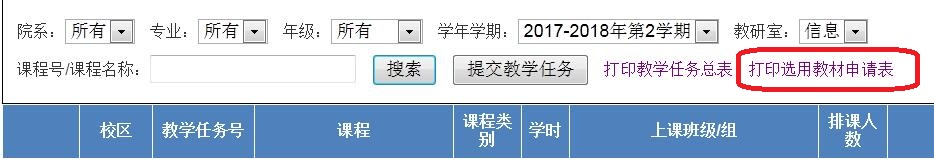 院系: 所有 专业: 所有 年级: 所有 学年学期: 2017-2018年第2学期 教研室: 信息
课程号/课程名称: 搜索 提交教学任务 打印教学任务总表 打印选用教材申请表
校区 教学任务号 课程 课程类别 学时 上课班级/组 排课人数